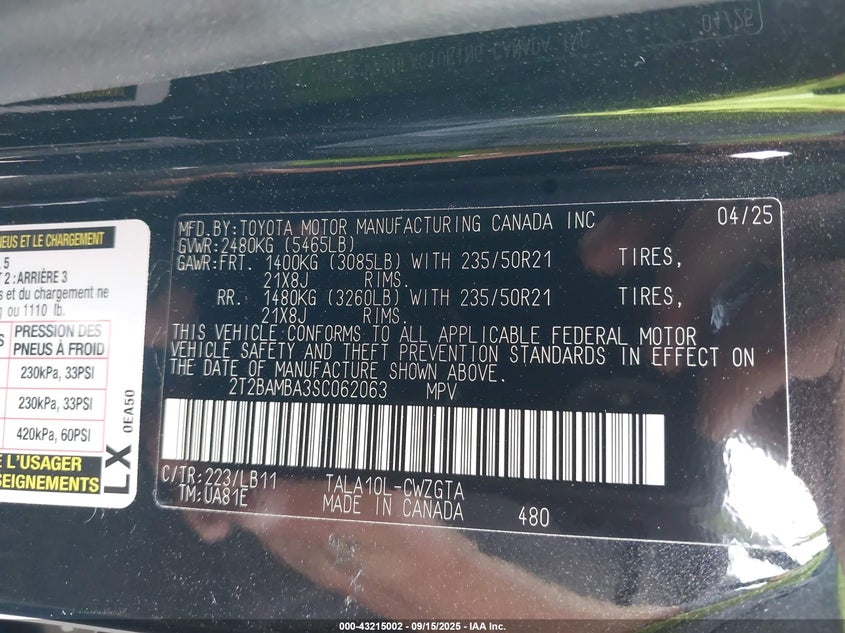 04/25
NEUS ET LE CHARGEMENT
5
2 : ARRIÈRE 3
s et du chargement ne
ou 1110 lb.
PRESSION DES
PNEUS À FROID
230kPa, 33PSI
230kPa, 33PSI
420kPa, 60PSI
L'USAGER
LX
0EA50
MFD.BY:TOYOTA MOTOR MANUFACTURING CANADA INC 04/25
GVWR:2480KG (5465LB)
GAWR:FRT. 1400KG (3085LB) WITH 235/50R21 TIRES,
21X8J RIMS.
RR. 1480KG (3260LB) WITH 235/50R21 TIRES,
21X8J RIMS.
THIS VEHICLE CONFORMS TO ALL APPLICABLE FEDERAL MOTOR
VEHICLE SAFETY AND THEFT PREVENTION STANDARDS IN EFFECT ON
THE DATE OF MANUFACTURE SHOWN ABOVE.
2T2BAMBA3SC062063 MPV
C/TR:223/LB11 TALA10L-CWZGTA
TM:UA81E MADE IN CANADA 480
000-43215002 - 09/15/2025 - IAA Inc.